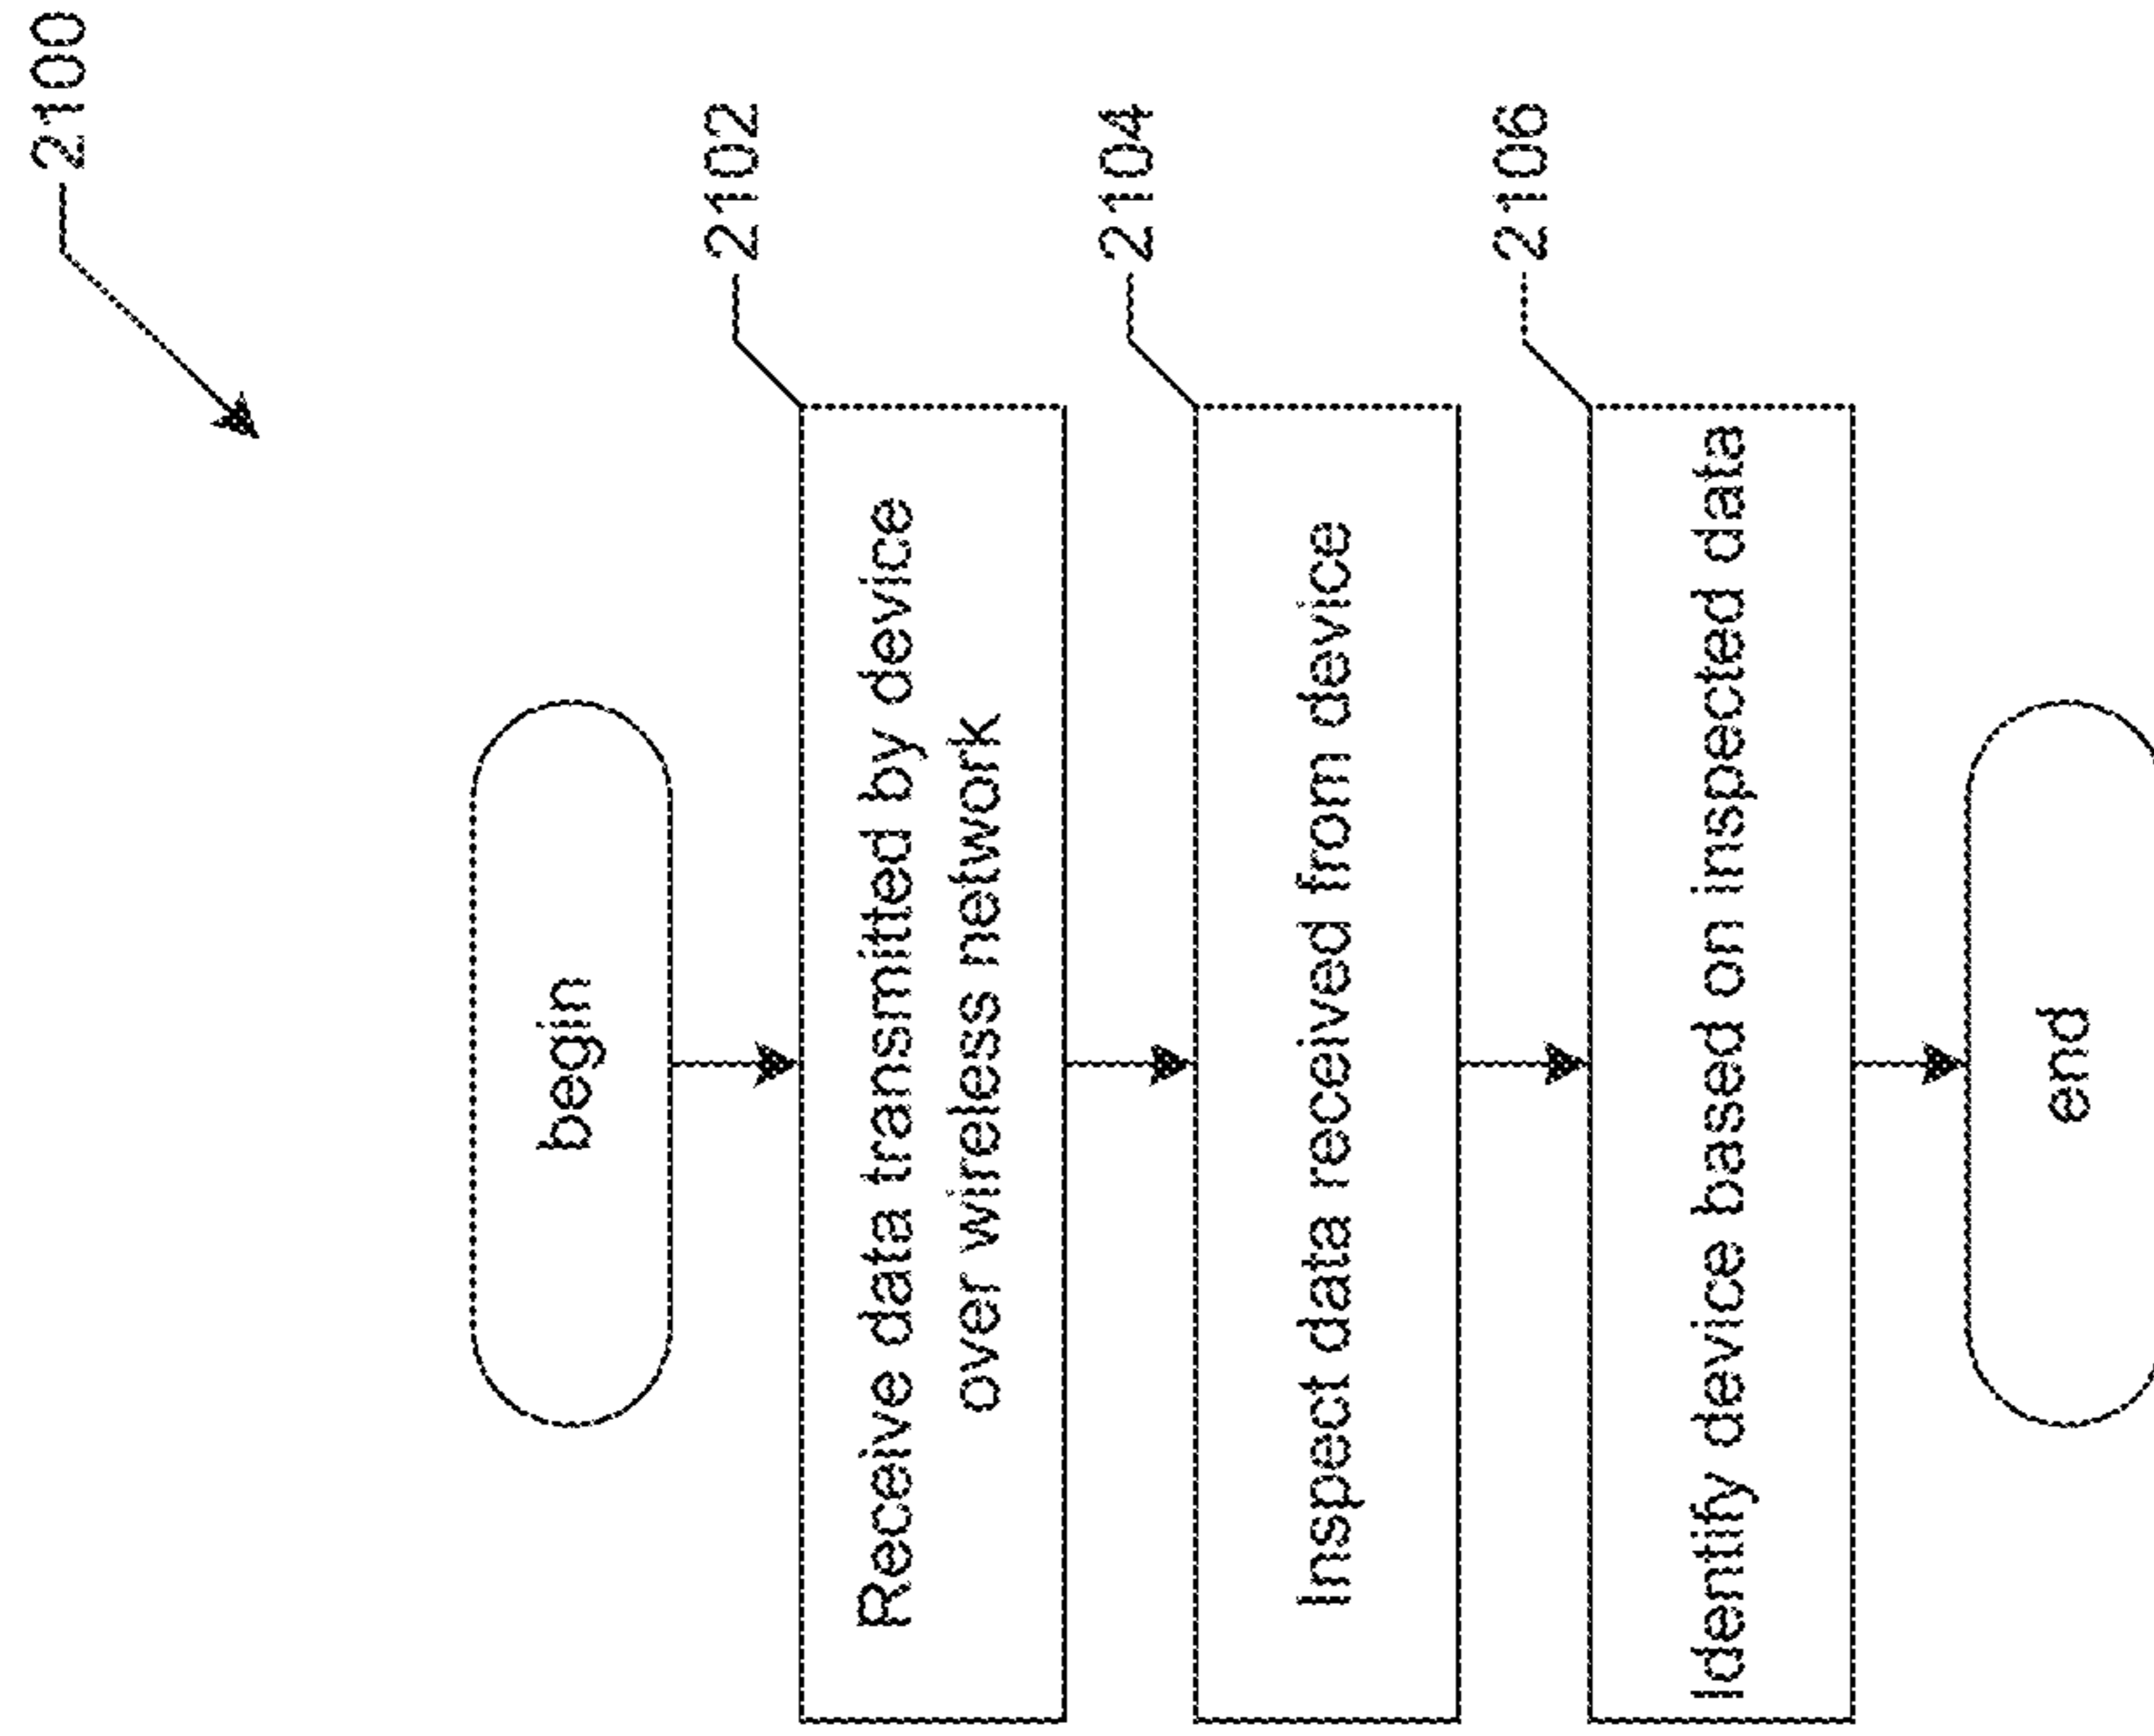 2100
begin
2102
Receive data transmitted by device
over wireless network
2104
Inspect data received from device
2106
Identify device based on inspected data
end